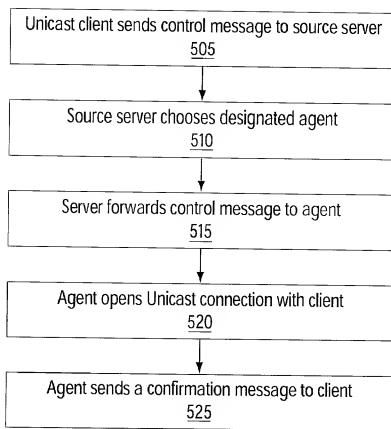 Unicast client sends control message to source server
505
Source server chooses designated agent
510
Server forwards control message to agent
515
Agent opens Unicast connection with client
520
Agent sends a confirmation message to client
525